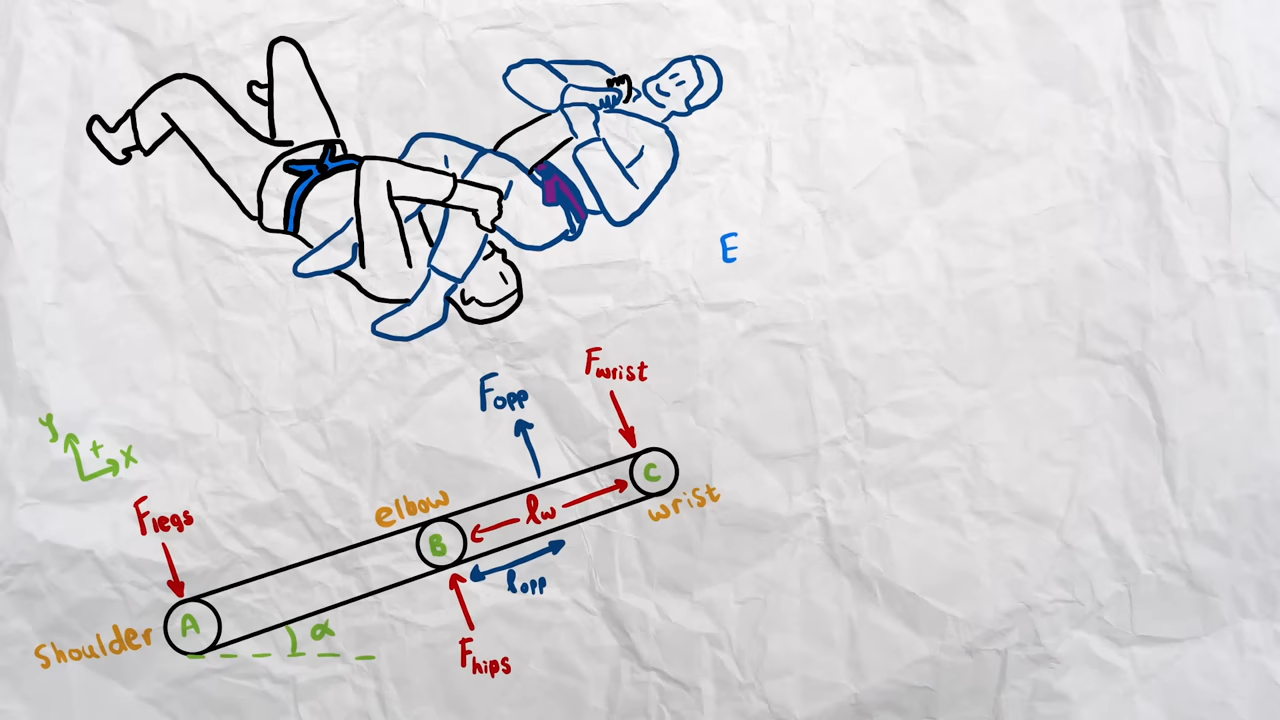 E
Fwrist
Fopp
y
+
x
Flegs
elbow
C
lw
wrist
B
lopp
A
Shoulder
α
Fhips